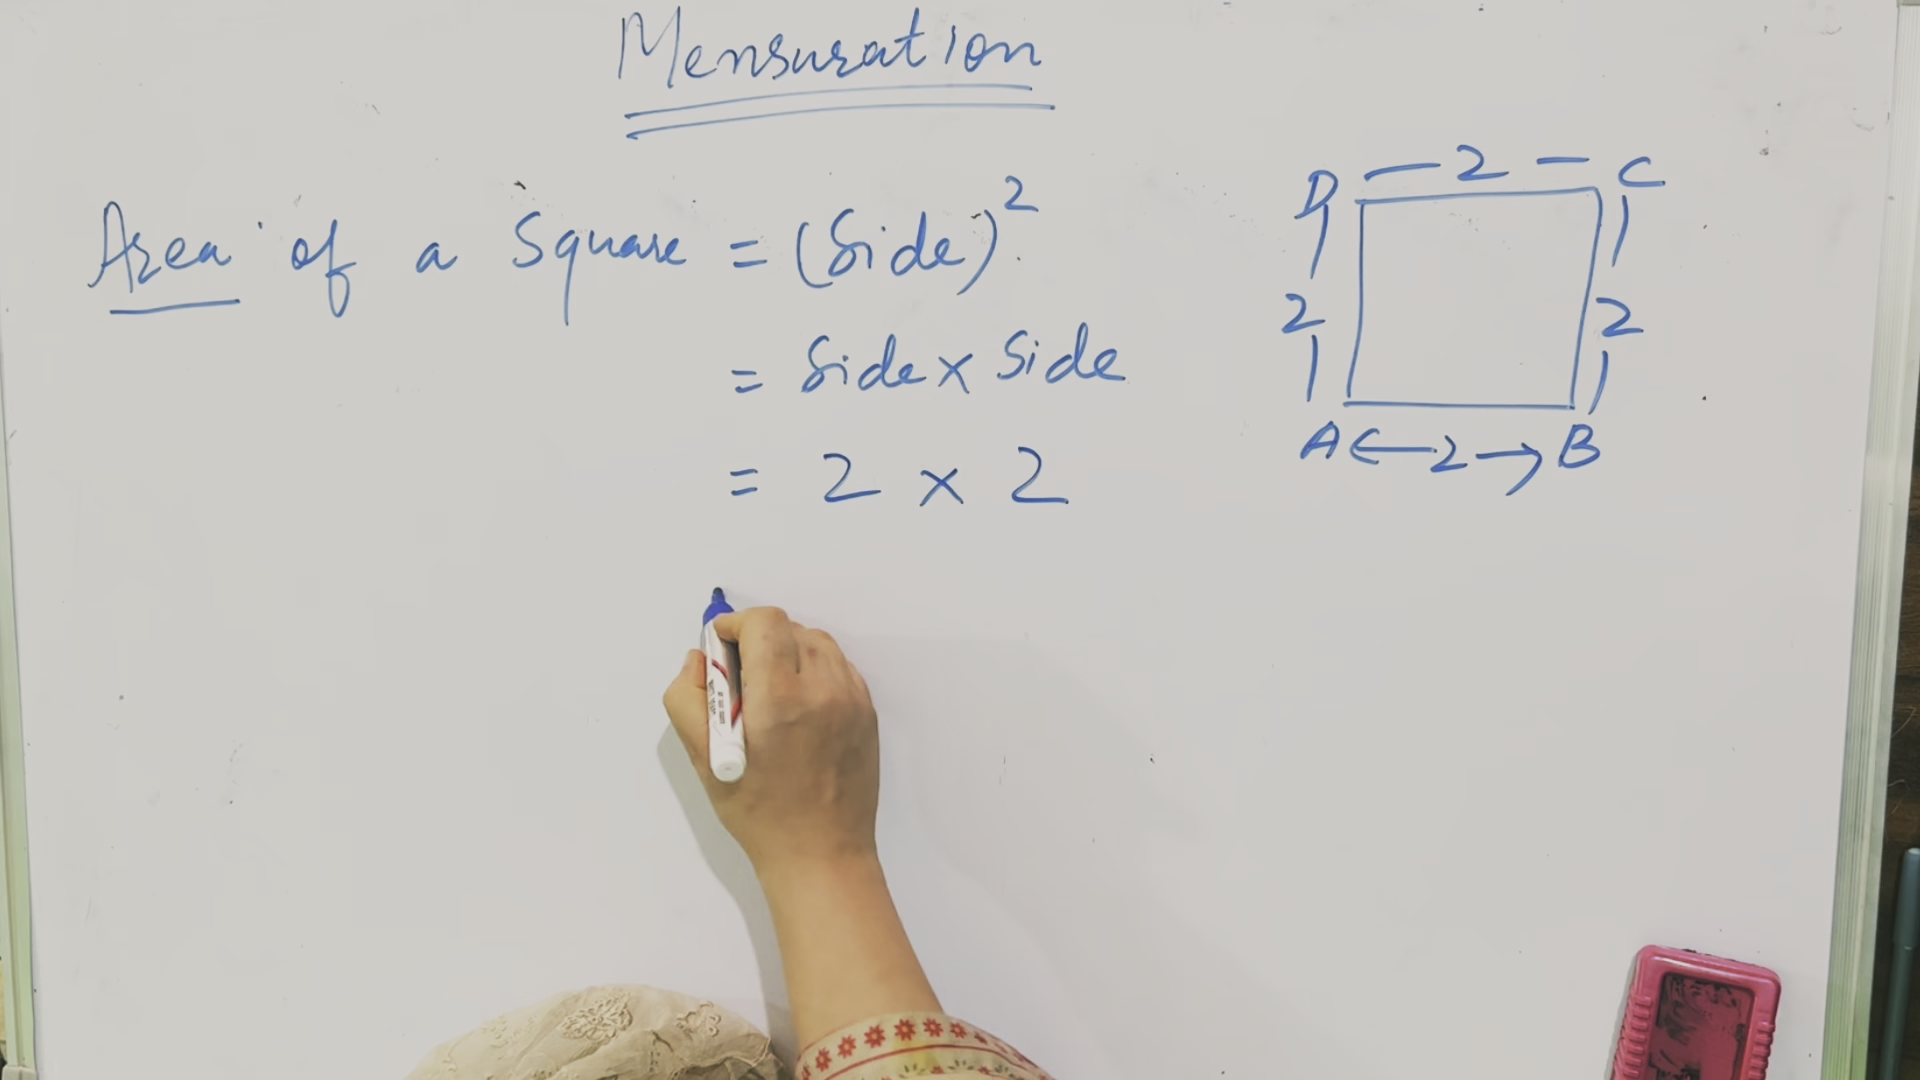 Mensuration
Area of a Square = (Side)²
= Side × Side
= 2 × 2
D — 2 — C
2 2
A ← 2 → B